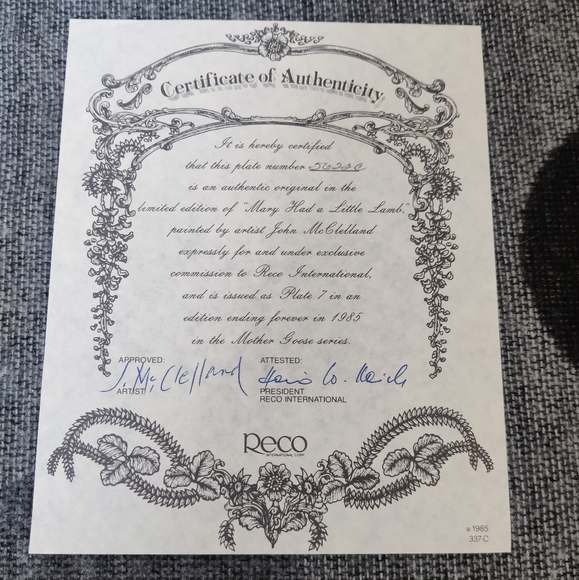 Certificate of Authenticity
It is hereby certified
that this plate number 5622C
is an authentic original in the
limited edition of "Mary Had a Little Lamb,"
painted by artist John McClelland
expressly for and under exclusive
commission to Reco International,
and is issued as Plate 7 in an
edition ending forever in 1985
in the Mother Goose series.
APPROVED: ATTESTED:
J. McClelland
ARTIST PRESIDENT
RECO INTERNATIONAL
Reco
INTERNATIONAL CORP.
© 1985
337-C